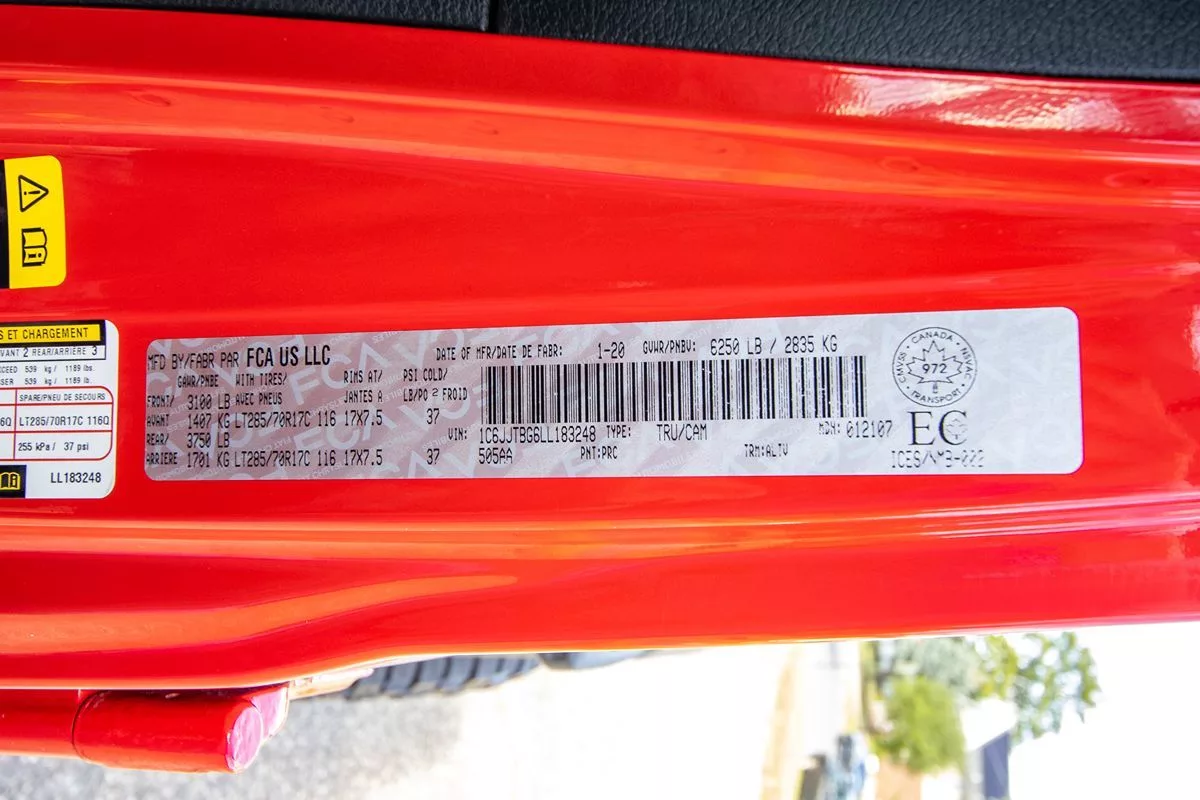 S ET CHARGEMENT
VANT 2 REAR/ARRIÈRE 3
XCEED 539 kg / 1189 lbs.
SSER 539 kg / 1189 lb.
SPARE/PNEU DE SECOURS
6Q LT285/70R17C 116Q
255 kPa / 37 psi
LL183248
MFD BY/FABR PAR FCA US LLC
DATE OF MFR/DATE DE FABR: 1-20 GVWR/PNBV: 6250 LB / 2835 KG
GAWR/PNBE WITH TIRES/ RIMS AT/ PSI COLD/
FRONT/ 3100 LB AVEC PNEUS JANTES A LB/PO² FROID
AVANT 1407 KG LT285/70R17C 116 17X7.5 37
REAR/ 3750 LB
ARRIERE 1701 KG LT285/70R17C 116 17X7.5 37
VIN: 1C6JJTBG6LL183248 TYPE: TRU/CAM MDH: 012107
505AA PNT:PRC TRM:ALTV
CANADA
CMVSS 972 NSVAC
TRANSPORT
EC
ICES/NMB-002